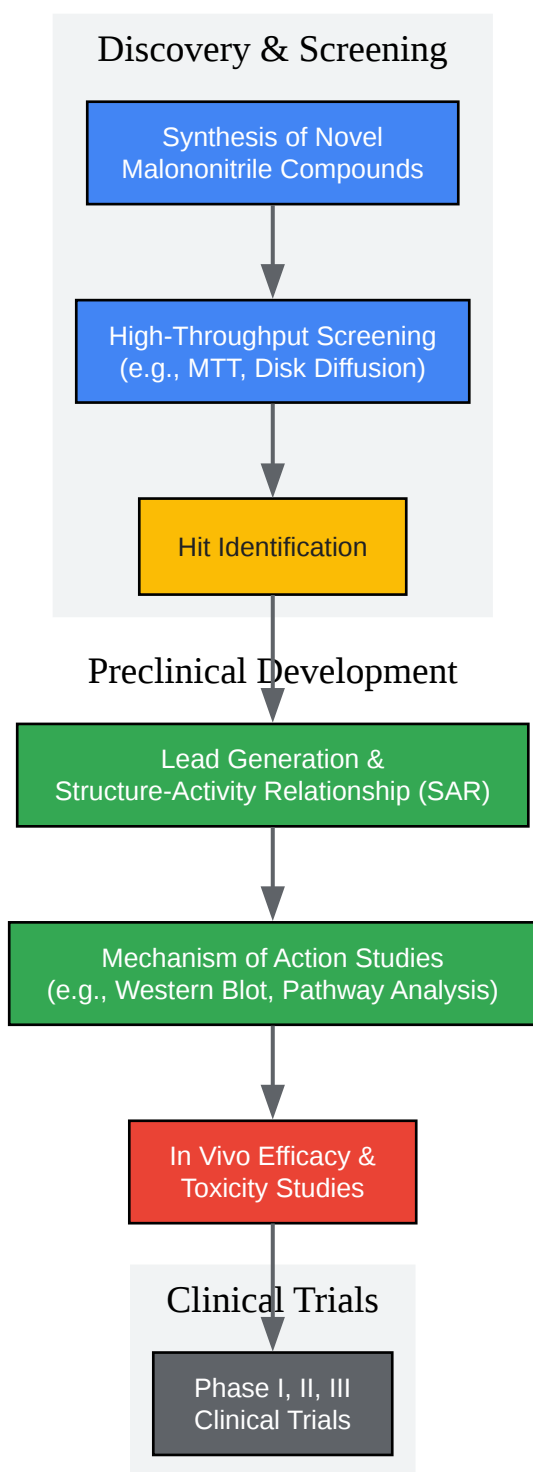 Discovery & Screening
Synthesis of Novel
Malononitrile Compounds
High-Throughput Screening
(e.g., MTT, Disk Diffusion)
Hit Identification
Preclinical Development
Lead Generation &
Structure-Activity Relationship (SAR)
Mechanism of Action Studies
(e.g., Western Blot, Pathway Analysis)
In Vivo Efficacy &
Toxicity Studies
Clinical Trials
Phase I, II, III
Clinical Trials